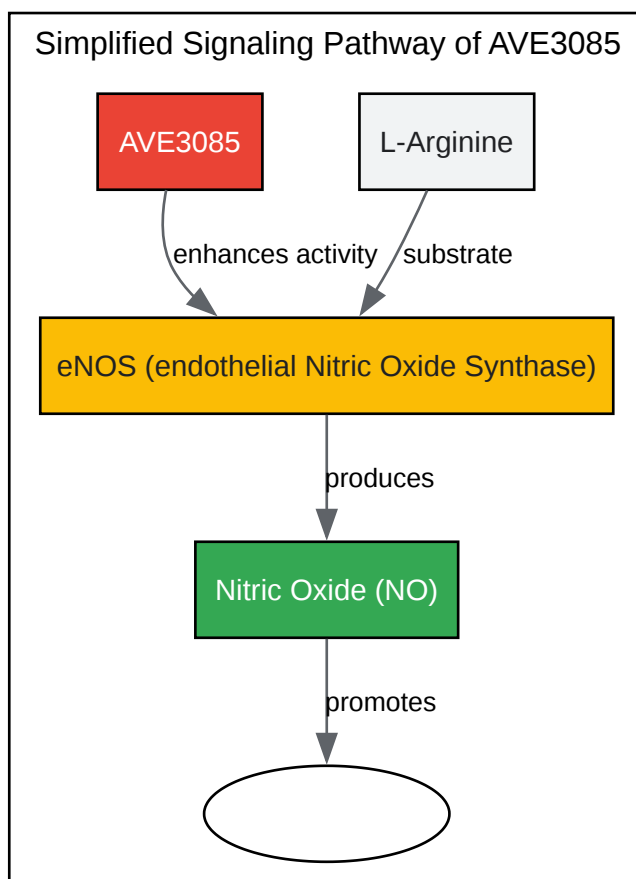 Simplified Signaling Pathway of AVE3085
AVE3085
L-Arginine
enhances activity
substrate
eNOS (endothelial Nitric Oxide Synthase)
produces
Nitric Oxide (NO)
promotes